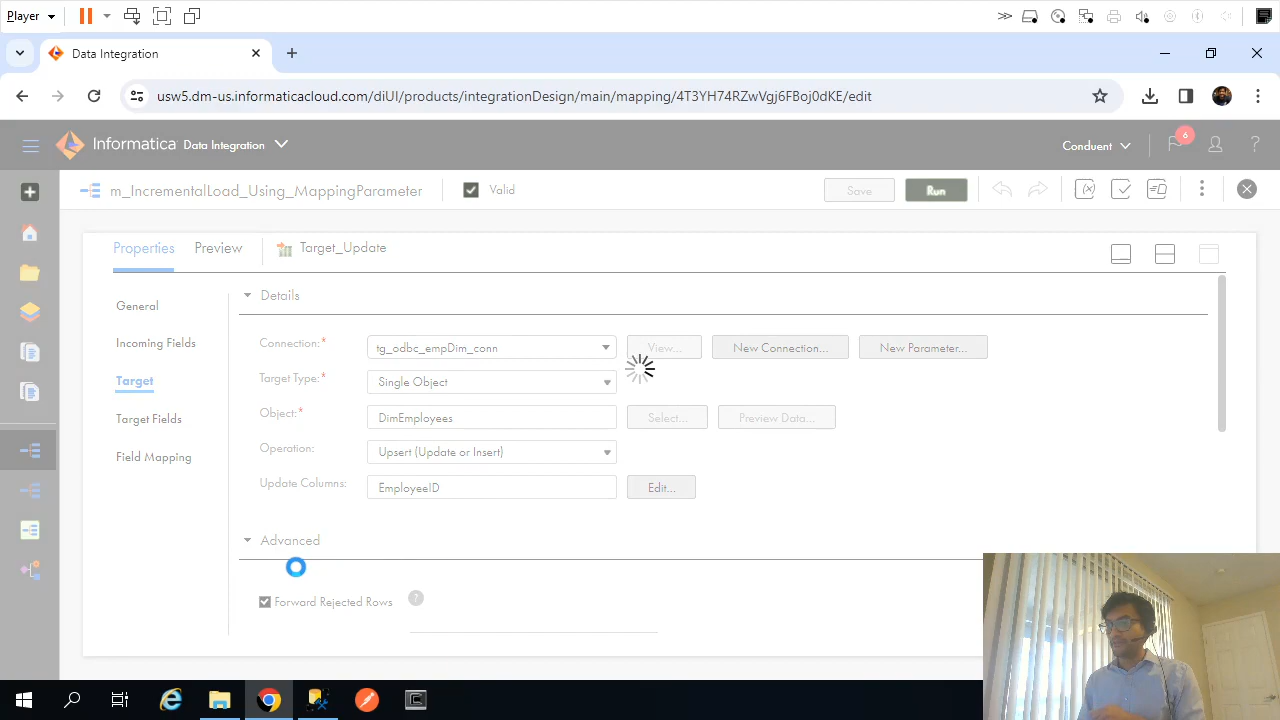 Player
Data Integration
usw5.dm-us.informaticacloud.com/diUI/products/integrationDesign/main/mapping/4T3YH74RZwVgj6FBoj0dKE/edit
Informatica Data Integration
Conduent
6
m_IncrementalLoad_Using_MappingParameter
Valid
Save
Run
Properties
Preview
Target_Update
General
Incoming Fields
Target
Target Fields
Field Mapping
Details
Connection:*
tg_odbc_empDim_conn
View...
New Connection...
New Parameter...
Target Type:*
Single Object
Object:*
DimEmployees
Select...
Preview Data...
Operation:
Upsert (Update or Insert)
Update Columns:
EmployeeID
Edit...
Advanced
Forward Rejected Rows
?